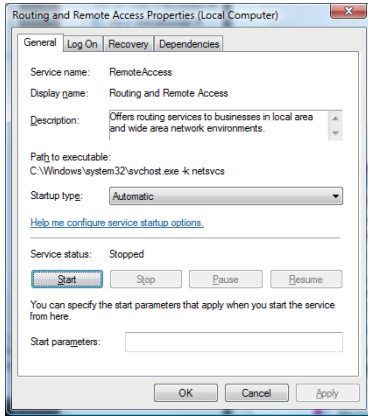 Routing and Remote Access Properties (Local Computer)
General Log On Recovery Dependencies
Service name: RemoteAccess
Display name: Routing and Remote Access
Description: Offers routing services to businesses in local area
and wide area network environments.
Path to executable:
C:\Windows\system32\svchost.exe -k netsvcs
Startup type: Automatic
Help me configure service startup options.
Service status: Stopped
Start Stop Pause Resume
You can specify the start parameters that apply when you start the service
from here.
Start parameters:
OK Cancel Apply